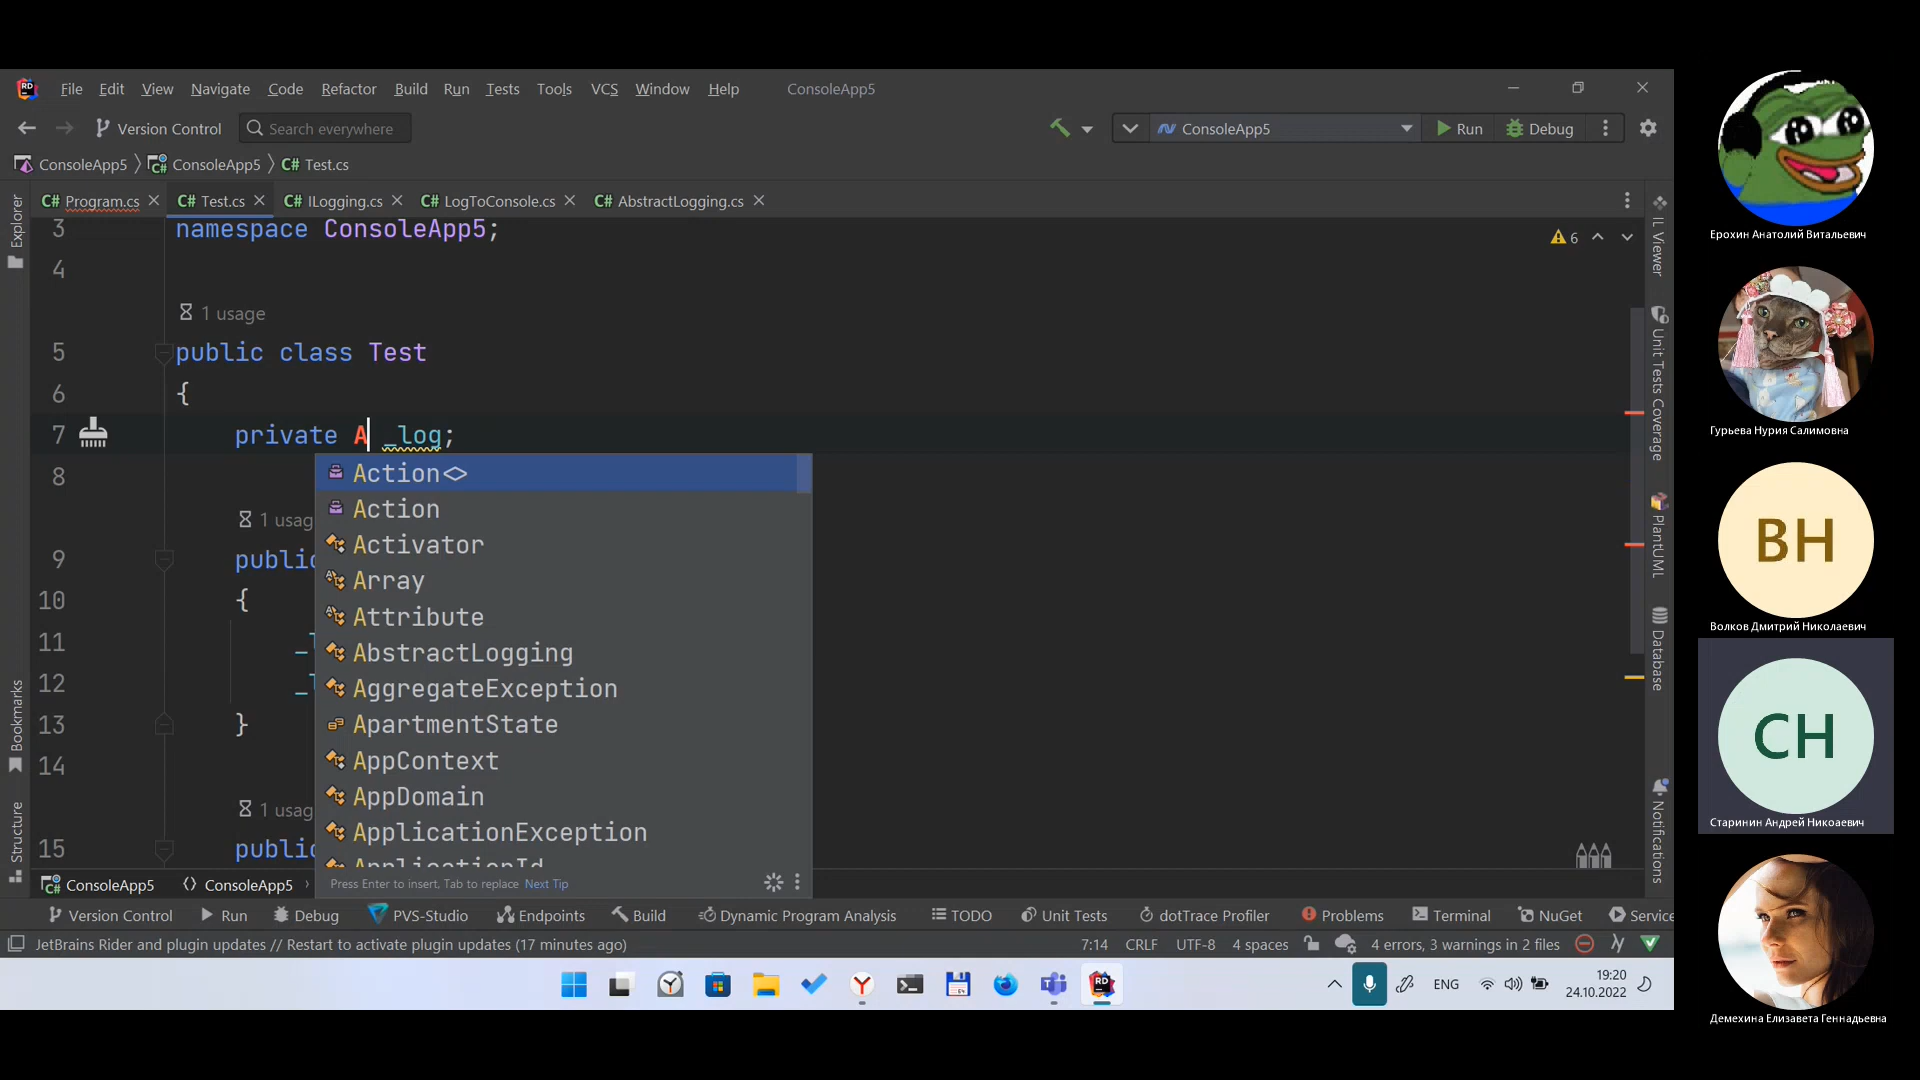 File Edit View Navigate Code Refactor Build Run Tests Tools VCS Window Help ConsoleApp5
Version Control Search everywhere ConsoleApp5 Run Debug
ConsoleApp5 ConsoleApp5 C# Test.cs
C# Program.cs C# Test.cs C# ILogging.cs C# LogToConsole.cs C# AbstractLogging.cs
Explorer
Bookmarks
Structure
3 namespace ConsoleApp5;
6
4
1 usage
5 public class Test
6 {
7 private A _log;
8
Action<>
Action
1 usag
Activator
9 public
Array
10 {
Attribute
11 _l
AbstractLogging
12 _l
AggregateException
13 }
ApartmentState
14
AppContext
AppDomain
1 usag
ApplicationException
15 public
ApplicationId
Press Enter to insert, Tab to replace Next Tip
IL Viewer
Unit Tests Coverage
PlantUML
Database
Notifications
ConsoleApp5 ConsoleApp5
Version Control Run Debug PVS-Studio Endpoints Build Dynamic Program Analysis TODO Unit Tests dotTrace Profiler Problems Terminal NuGet Service
JetBrains Rider and plugin updates // Restart to activate plugin updates (17 minutes ago) 7:14 CRLF UTF-8 4 spaces 4 errors, 3 warnings in 2 files
ENG 19:20
24.10.2022
Ерохин Анатолий Витальевич
Гурьева Нурия Салимовна
ВН
Волков Дмитрий Николаевич
СН
Старинин Андрей Никоаевич
Демехина Елизавета Геннадьевна